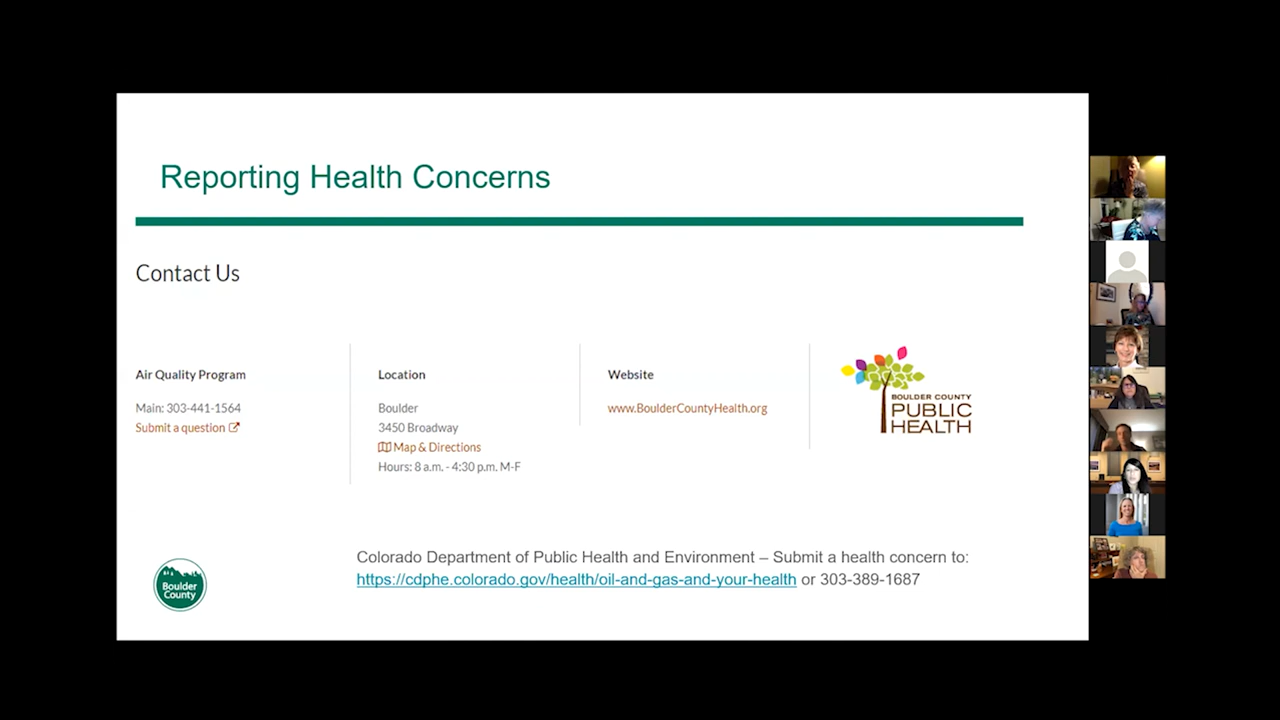 Reporting Health Concerns
Contact Us
Air Quality Program
Main: 303-441-1564
Submit a question
Location
Boulder
3450 Broadway
Map & Directions
Hours: 8 a.m. - 4:30 p.m. M-F
Website
www.BoulderCountyHealth.org
BOULDER COUNTY
PUBLIC
HEALTH
Colorado Department of Public Health and Environment – Submit a health concern to:
https://cdphe.colorado.gov/health/oil-and-gas-and-your-health or 303-389-1687
Boulder
County